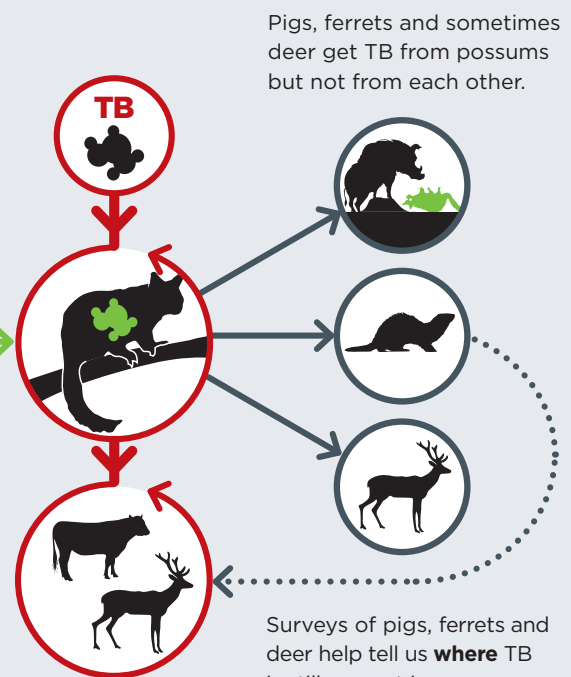 Pigs, ferrets and sometimes
deer get TB from possums
but not from each other.
TB
Surveys of pigs, ferrets and
deer help tell us where TB